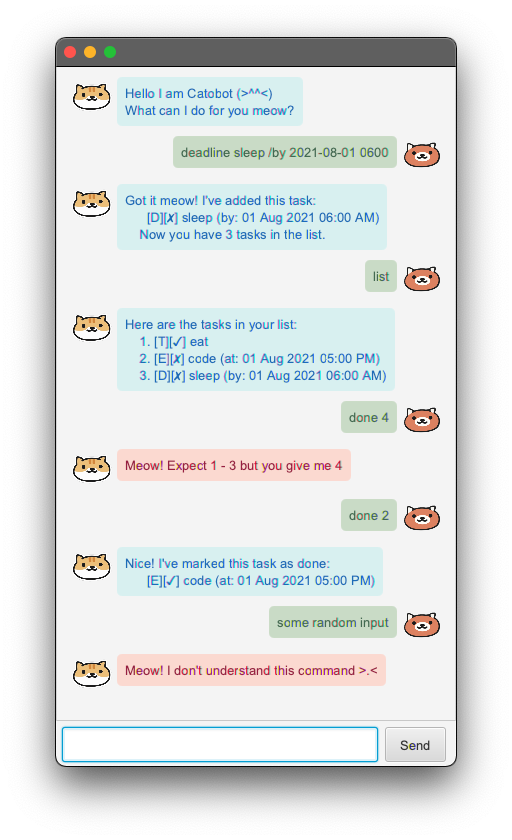 Hello I am Catobot (>^^<)
What can I do for you meow?
deadline sleep /by 2021-08-01 0600
Got it meow! I've added this task:
[D][✗] sleep (by: 01 Aug 2021 06:00 AM)
Now you have 3 tasks in the list.
list
Here are the tasks in your list:
1. [T][✓] eat
2. [E][✗] code (at: 01 Aug 2021 05:00 PM)
3. [D][✗] sleep (by: 01 Aug 2021 06:00 AM)
done 4
Meow! Expect 1 - 3 but you give me 4
done 2
Nice! I've marked this task as done:
[E][✓] code (at: 01 Aug 2021 05:00 PM)
some random input
Meow! I don't understand this command >.<
Send